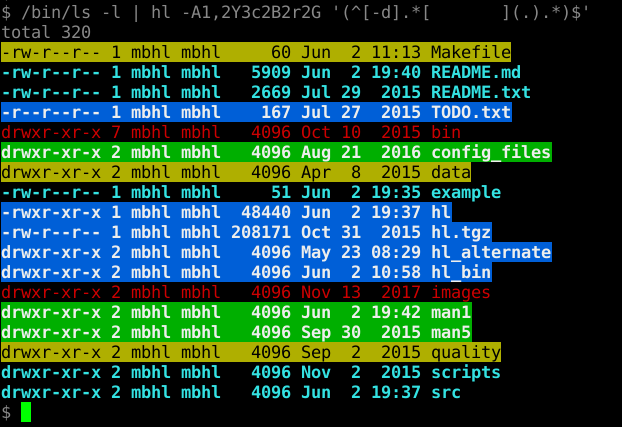 $ /bin/ls -l | hl -A1,2Y3c2B2r2G '(^[-d].*[       ](.).*)$'
total 320
-rw-r--r-- 1 mbhl mbhl     60 Jun  2 11:13 Makefile
-rw-r--r-- 1 mbhl mbhl   5909 Jun  2 19:40 README.md
-rw-r--r-- 1 mbhl mbhl   2669 Jul 29  2015 README.txt
-r--r--r-- 1 mbhl mbhl    167 Jul 27  2015 TODO.txt
drwxr-xr-x 7 mbhl mbhl   4096 Oct 10  2015 bin
drwxr-xr-x 2 mbhl mbhl   4096 Aug 21  2016 config_files
drwxr-xr-x 2 mbhl mbhl   4096 Apr  8  2015 data
-rw-r--r-- 1 mbhl mbhl     51 Jun  2 19:35 example
-rwxr-xr-x 1 mbhl mbhl  48440 Jun  2 19:37 hl
-rw-r--r-- 1 mbhl mbhl 208171 Oct 31  2015 hl.tgz
drwxr-xr-x 2 mbhl mbhl   4096 May 23 08:29 hl_alternate
drwxr-xr-x 2 mbhl mbhl   4096 Jun  2 10:58 hl_bin
drwxr-xr-x 2 mbhl mbhl   4096 Nov 13  2017 images
drwxr-xr-x 2 mbhl mbhl   4096 Jun  2 19:42 man1
drwxr-xr-x 2 mbhl mbhl   4096 Sep 30  2015 man5
drwxr-xr-x 2 mbhl mbhl   4096 Sep  2  2015 quality
drwxr-xr-x 2 mbhl mbhl   4096 Nov  2  2015 scripts
drwxr-xr-x 2 mbhl mbhl   4096 Jun  2 19:37 src
$